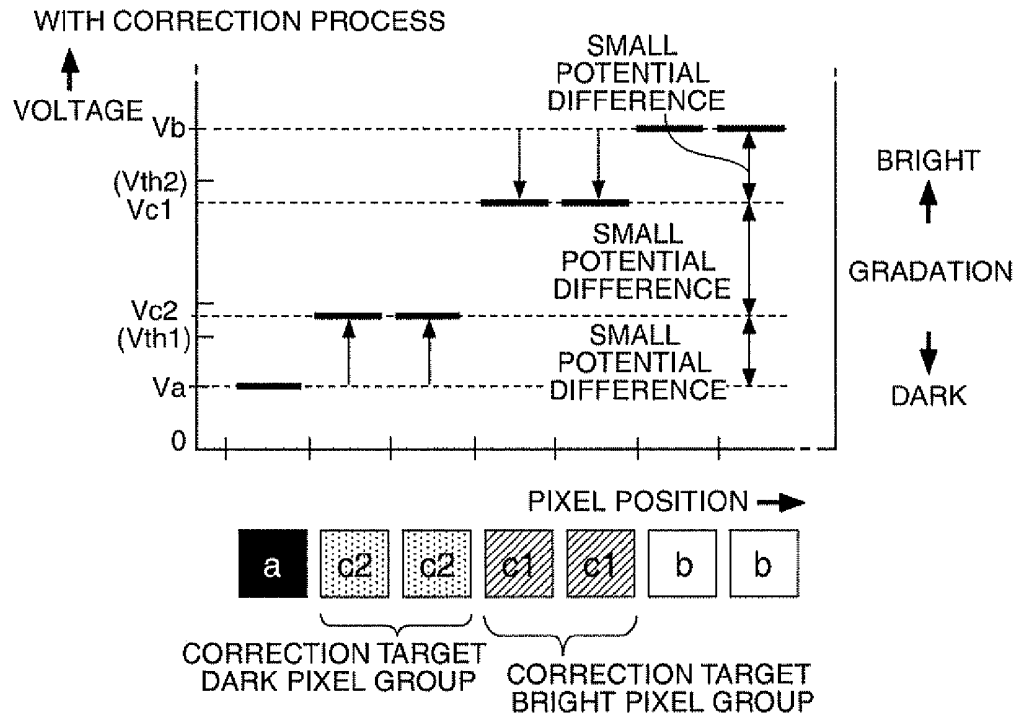 WITH CORRECTION PROCESS
VOLTAGE
SMALL
POTENTIAL
DIFFERENCE
Vb
(Vth2)
Vc1
BRIGHT
SMALL
POTENTIAL
DIFFERENCE
GRADATION
Vc2
(Vth1)
SMALL
POTENTIAL
DIFFERENCE
Va
DARK
0
PIXEL POSITION
a c2 c2 c1 c1 b b
CORRECTION TARGET
DARK PIXEL GROUP
CORRECTION TARGET
BRIGHT PIXEL GROUP